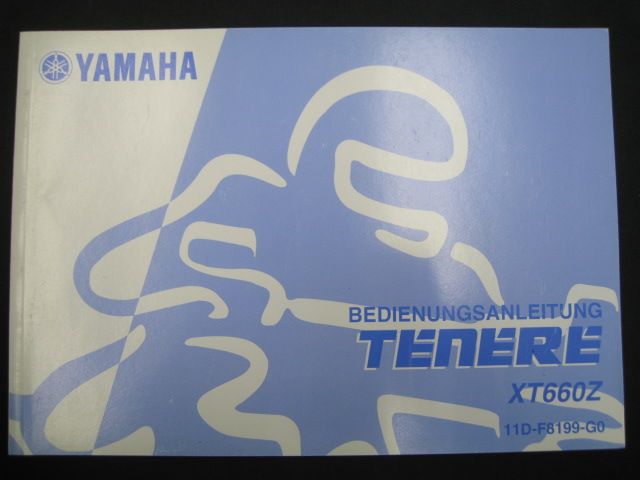 YAMAHA
BEDIENUNGSANLEITUNG
TENERE
XT660Z
11D-F8199-G0